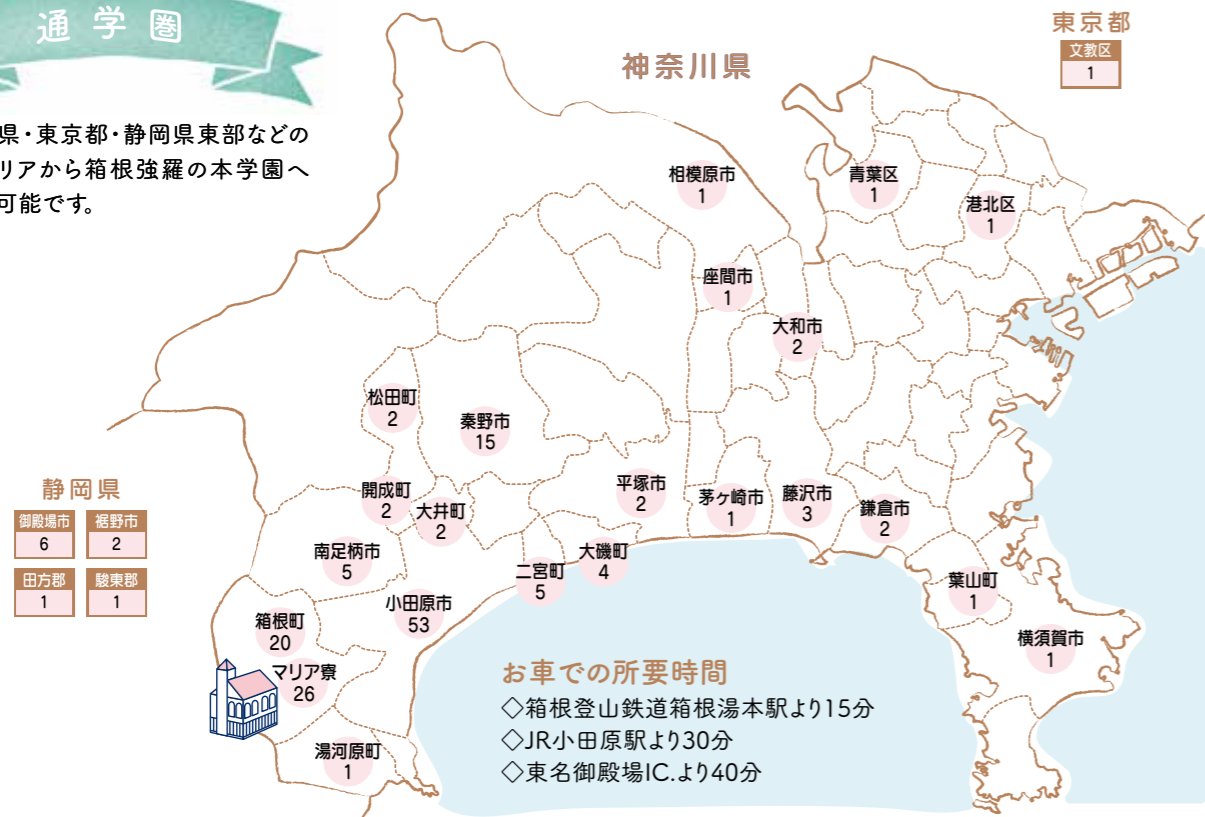 通学圏
県・東京都・静岡県東部などの
リアから箱根強羅の本学園へ
可能です。
神奈川県
東京都
文教区
1
相模原市
1
青葉区
1
港北区
1
座間市
1
大和市
2
松田町
2
秦野市
15
静岡県
御殿場市
6
裾野市
2
田方郡
1
駿東郡
1
開成町
2
大井町
2
平塚市
2
茅ヶ崎市
1
藤沢市
3
鎌倉市
2
南足柄市
5
二宮町
5
大磯町
4
葉山町
1
小田原市
53
箱根町
20
横須賀市
1
マリア寮
26
湯河原町
1
お車での所要時間
◇箱根登山鉄道箱根湯本駅より15分
◇JR小田原駅より30分
◇東名御殿場IC.より40分